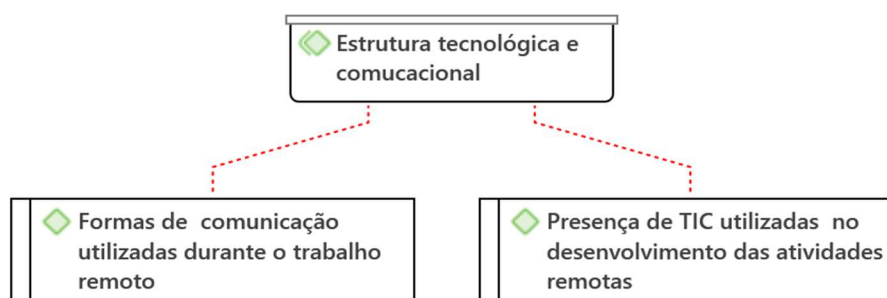 Estrutura tecnológica e
comucacional
Formas de comunicação
utilizadas durante o trabalho
remoto
Presença de TIC utilizadas no
desenvolvimento das atividades
remotas